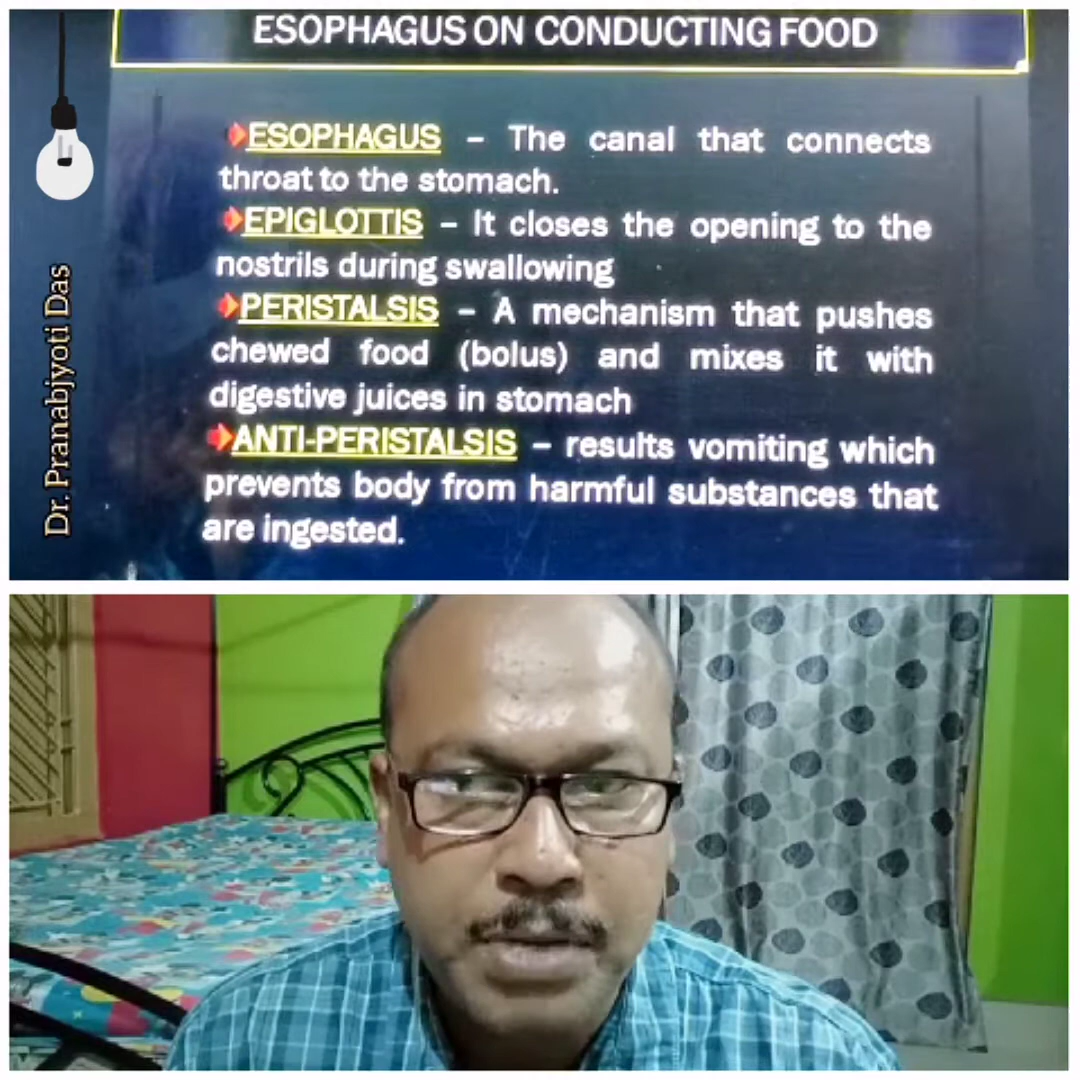 ESOPHAGUS ON CONDUCTING FOOD
ESOPHAGUS – The canal that connects
throat to the stomach.
EPIGLOTTIS – It closes the opening to the
nostrils during swallowing
PERISTALSIS – A mechanism that pushes
chewed food (bolus) and mixes it with
digestive juices in stomach
ANTI-PERISTALSIS – results vomiting which
prevents body from harmful substances that
are ingested.
Dr. Pranabjyoti Das